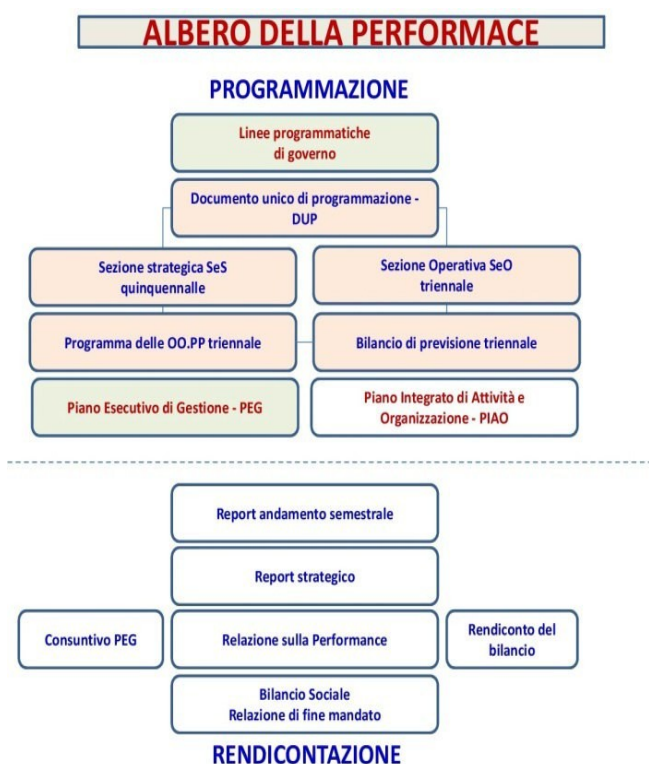 ALBERO DELLA PERFORMACE
PROGRAMMAZIONE
Linee programmatiche
di governo
Documento unico di programmazione -
DUP
Sezione strategica SeS
quinquennalle
Sezione Operativa SeO
triennale
Programma delle OO.PP triennale
Bilancio di previsione triennale
Piano Esecutivo di Gestione - PEG
Piano Integrato di Attività e
Organizzazione - PIAO
Report andamento semestrale
Report strategico
Consuntivo PEG
Relazione sulla Performance
Rendiconto del
bilancio
Bilancio Sociale
Relazione di fine mandato
RENDICONTAZIONE